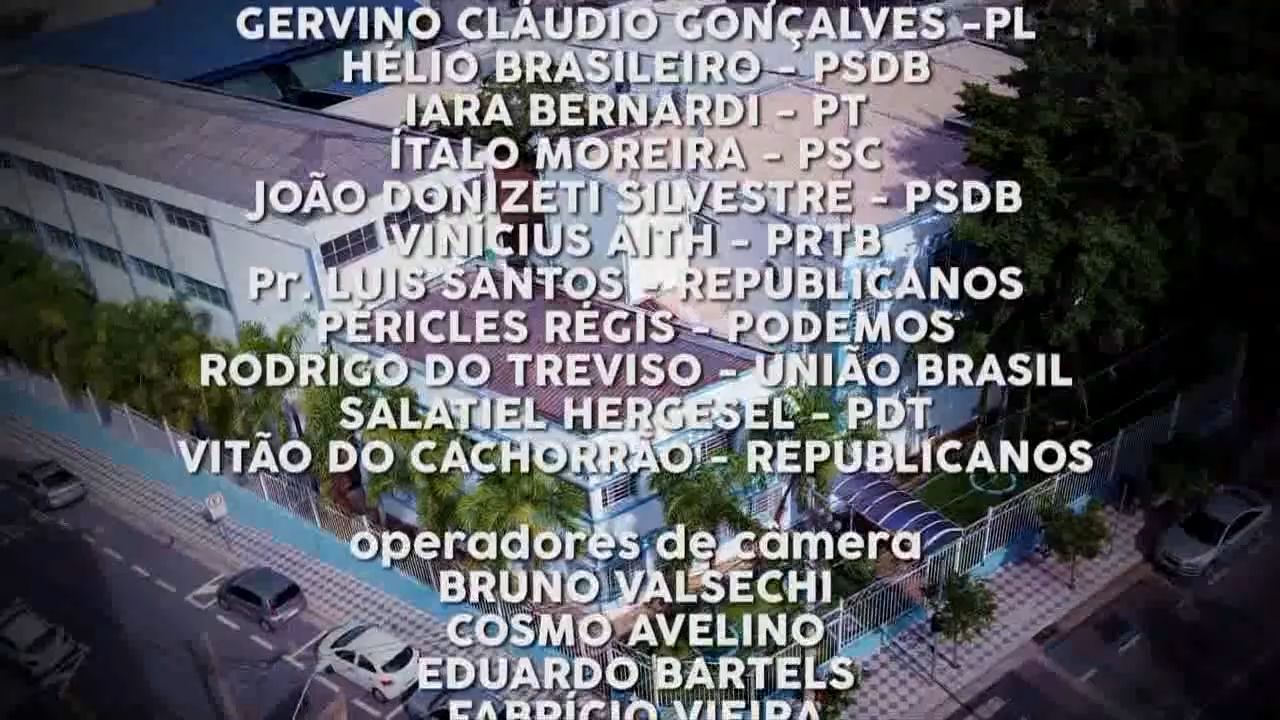 GERVINO CLÁUDIO GONÇALVES -PL
HÉLIO BRASILEIRO - PSDB
IARA BERNARDI - PT
ÍTALO MOREIRA - PSC
JOÃO DONIZETI SILVESTRE - PSDB
VINÍCIUS AITH - PRTB
Pr. LUIS SANTOS - REPUBLICANOS
PÉRICLES RÉGIS - PODEMOS
RODRIGO DO TREVISO - UNIÃO BRASIL
SALATIEL HERGESEL - PDT
VITÃO DO CACHORRÃO - REPUBLICANOS
operadores de câmera
BRUNO VALSECHI
COSMO AVELINO
EDUARDO BARTELS
FABRÍCIO VIEIRA